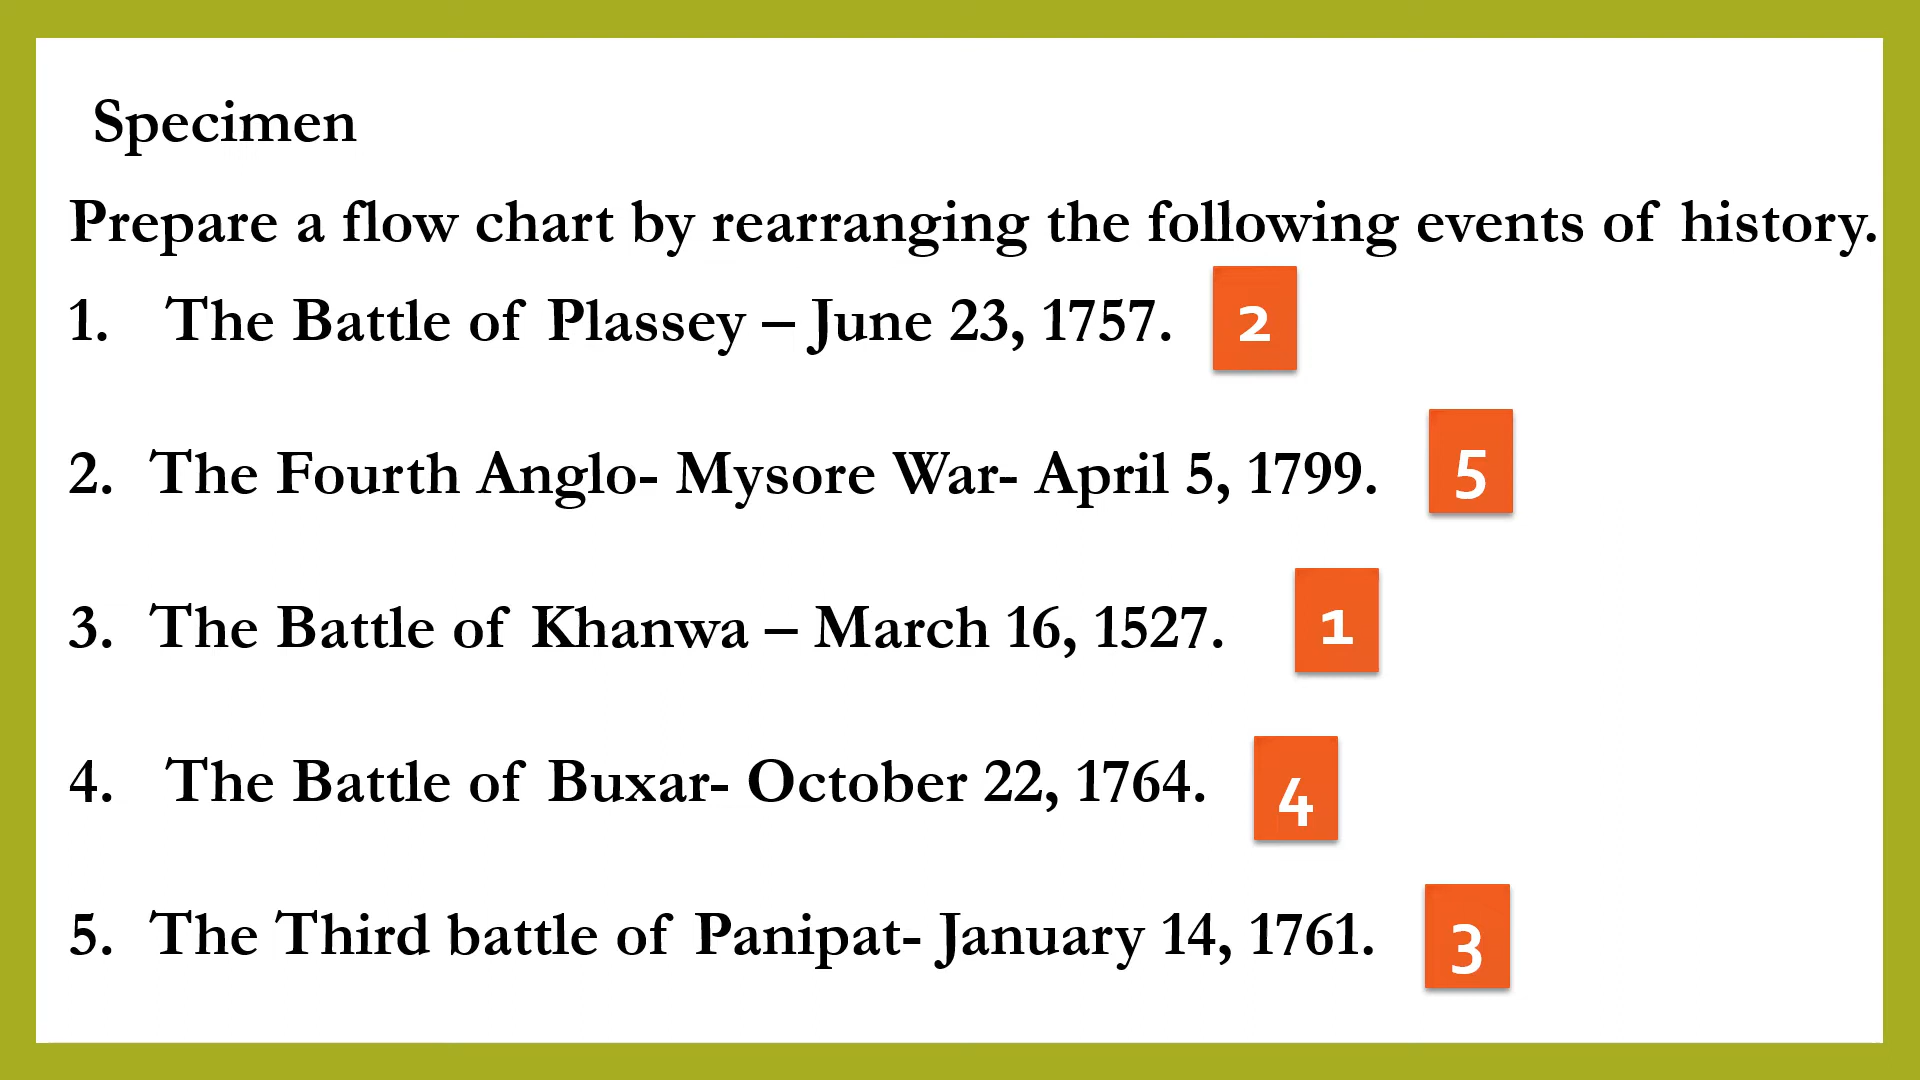 Specimen
Prepare a flow chart by rearranging the following events of history.
1. The Battle of Plassey – June 23, 1757. 2
2. The Fourth Anglo- Mysore War- April 5, 1799. 5
3. The Battle of Khanwa – March 16, 1527. 1
4. The Battle of Buxar- October 22, 1764. 4
5. The Third battle of Panipat- January 14, 1761. 3